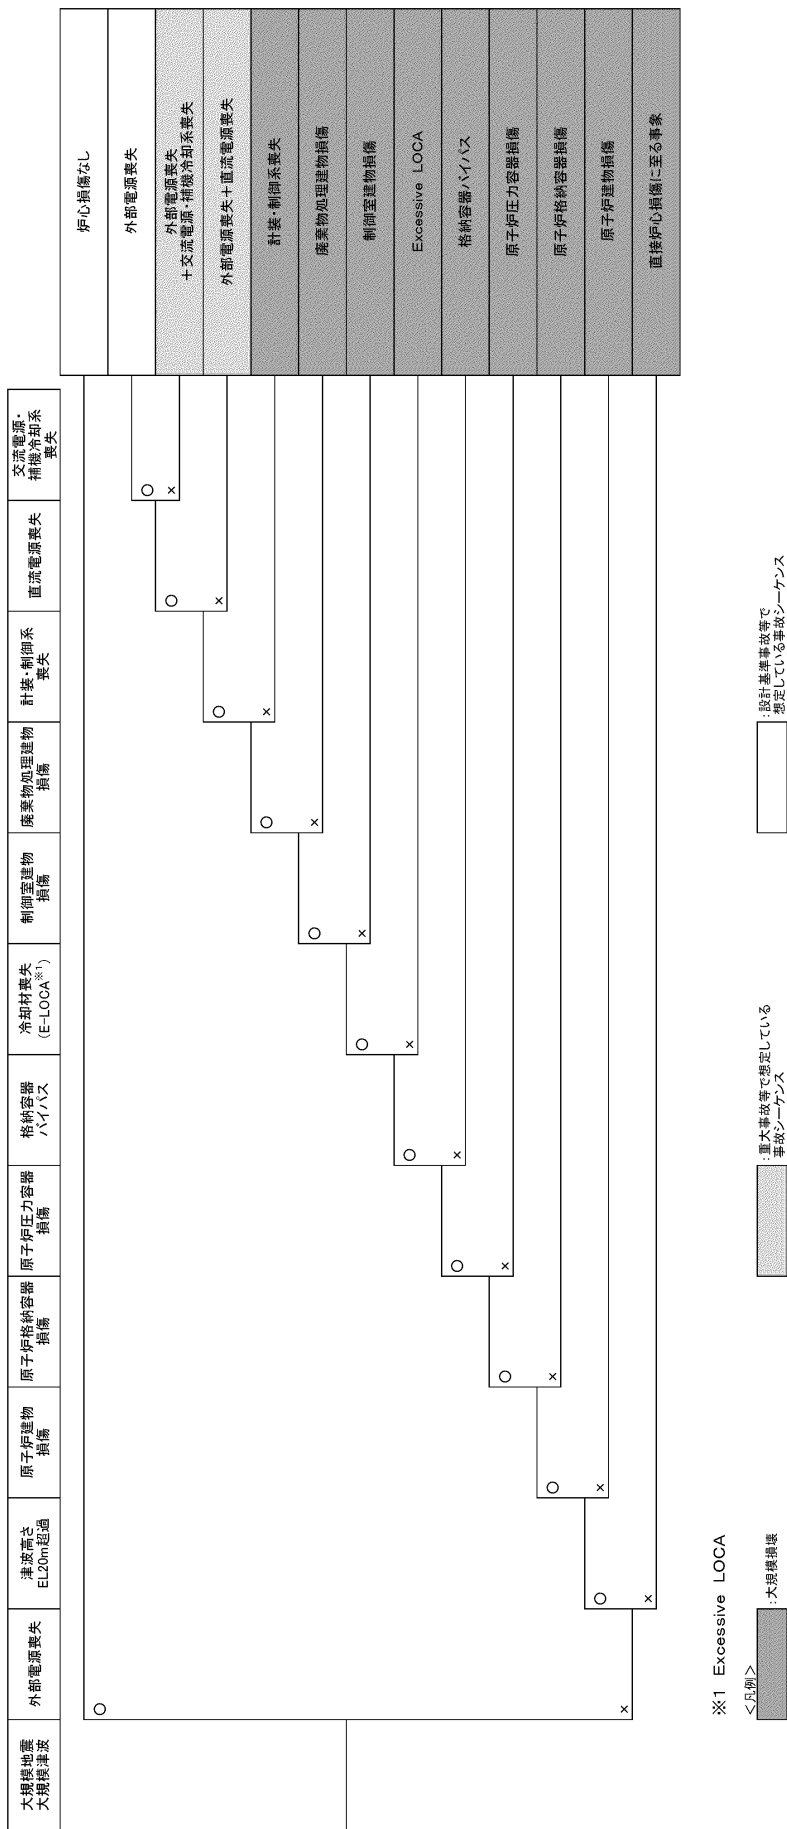 大規模地震
大規模津波
外部電源喪失
津波高さ
EL20m超過
原子炉建物
損傷
原子炉格納容器
損傷
原子炉圧力容器
損傷
格納容器
バイパス
冷却材喪失
(E-LOCA※1)
制御室建物
損傷
廃棄物処理建物
損傷
計装・制御系
喪失
直流電源喪失
交流電源・
補機冷却系
喪失
炉心損傷なし
外部電源喪失
外部電源喪失
＋交流電源・補機冷却系喪失
外部電源喪失＋直流電源喪失
計装・制御系喪失
廃棄物処理建物損傷
制御室建物損傷
Excessive LOCA
格納容器バイパス
原子炉圧力容器損傷
原子炉格納容器損傷
原子炉建物損傷
直接炉心損傷に至る事象
○
×
○
×
○
×
○
×
○
×
○
×
○
×
○
×
○
×
○
×
○
×
○
×
※1 Excessive LOCA
＜凡例＞
：大規模損壊
：重大事故等で想定している
事故シーケンス
：設計基準事故等で
想定している事故シーケンス